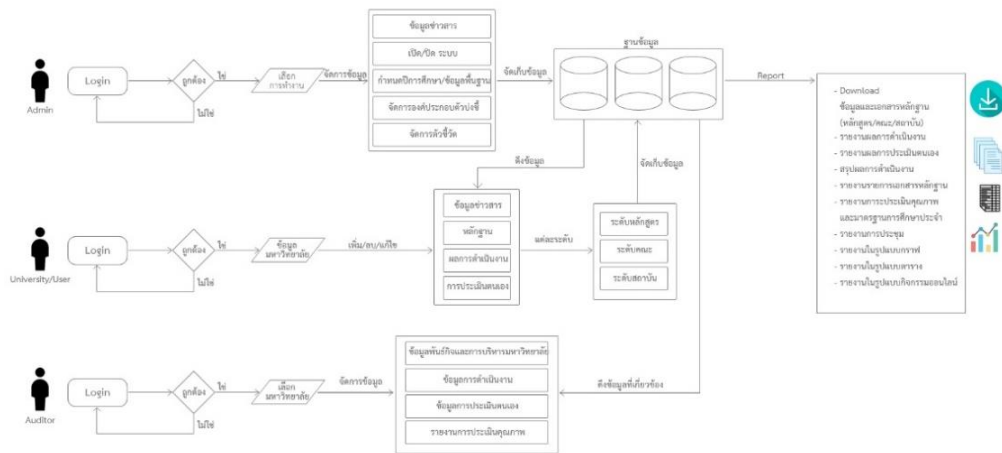 ข้อมูลข่าวสาร
เปิด/ปิด ระบบ
กำหนดปีการศึกษา/ข้อมูลพื้นฐาน
จัดการองค์ประกอบตัวบ่งชี้
จัดการตัวชี้วัด
Login
ถูกต้อง
ใช่
ไม่ใช่
เลือก
การทำงาน
จัดการข้อมูล
Admin
จัดเก็บข้อมูล
ฐานข้อมูล
Report
- Download
ข้อมูลและเอกสารหลักฐาน
(หลักสูตร/คณะ/สถาบัน)
- รายงานผลการดำเนินงาน
- รายงานผลการประเมินตนเอง
- สรุปผลการดำเนินงาน
- รายงานรายการเอกสารหลักฐาน
- รายงานการะประเมินคุณภาพ
และมาตรฐานการศึกษาประจำ
- รายงานการประชุม
- รายงานในรูปแบบกราฟ
- รายงานในรูปแบบตาราง
- รายงานในรูปแบบกิจกรรมออนไลน์
ดึงข้อมูล
จัดเก็บข้อมูล
Login
ถูกต้อง
ใช่
ไม่ใช่
ข้อมูล
มหาวิทยาลัย
เพิ่ม/ลบ/แก้ไข
University/User
ข้อมูลข่าวสาร
หลักฐาน
ผลการดำเนินงาน
การประเมินตนเอง
แต่ละระดับ
ระดับหลักสูตร
ระดับคณะ
ระดับสถาบัน
Login
ถูกต้อง
ใช่
ไม่ใช่
เลือก
มหาวิทยาลัย
จัดการข้อมูล
Auditor
ข้อมูลพันธ์กิจและการบริหารมหาวิทยาลัย
ข้อมูลการดำเนินงาน
ข้อมูลการประเมินตนเอง
รายงานการประเมินคุณภาพ
ดึงข้อมูลที่เกี่ยวข้อง